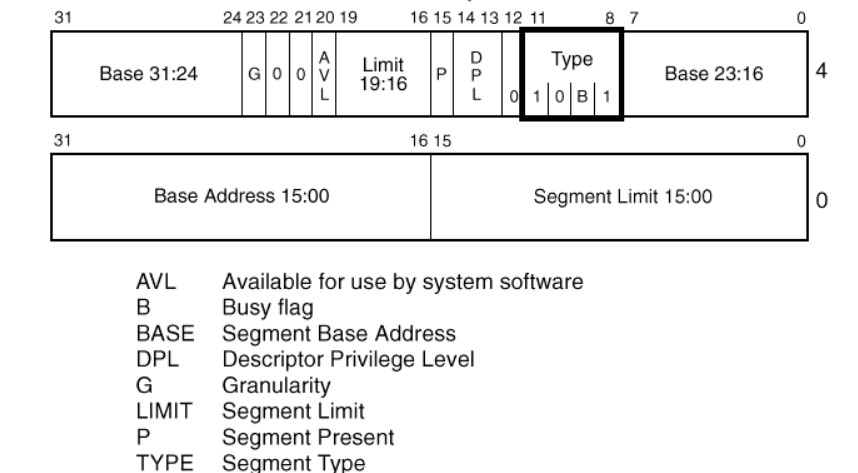 31 24 23 22 21 20 19 16 15 14 13 12 11 8 7 0
Base 31:24 G 0 0 AVL Limit 19:16 P DPL 0 Type 1 0 B 1 Base 23:16 4
31 16 15 0
Base Address 15:00 Segment Limit 15:00 0
AVL Available for use by system software
B Busy flag
BASE Segment Base Address
DPL Descriptor Privilege Level
G Granularity
LIMIT Segment Limit
P Segment Present
TYPE Segment Type